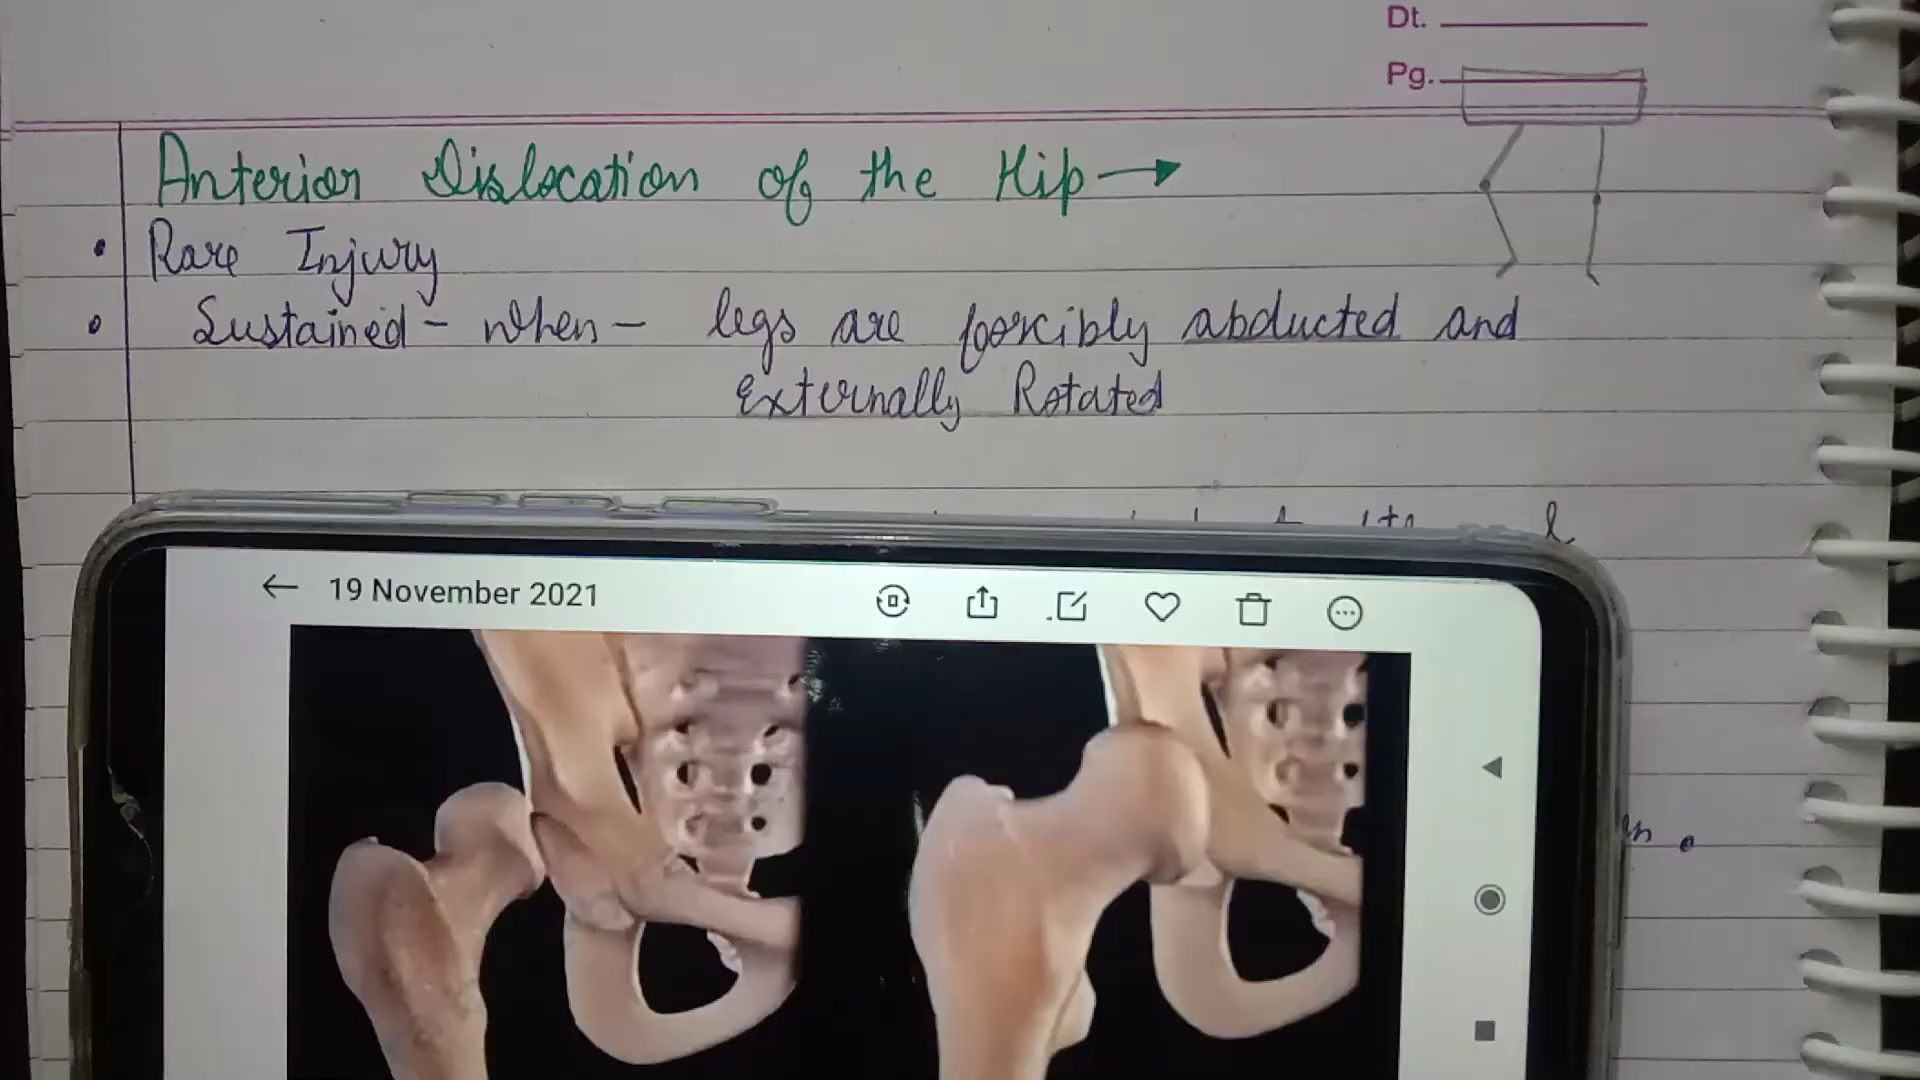 Dt.
Pg.
Anterior Dislocation of the Hip →
• Rare Injury
• Sustained - when - legs are forcibly abducted and
Externally Rotated
← 19 November 2021